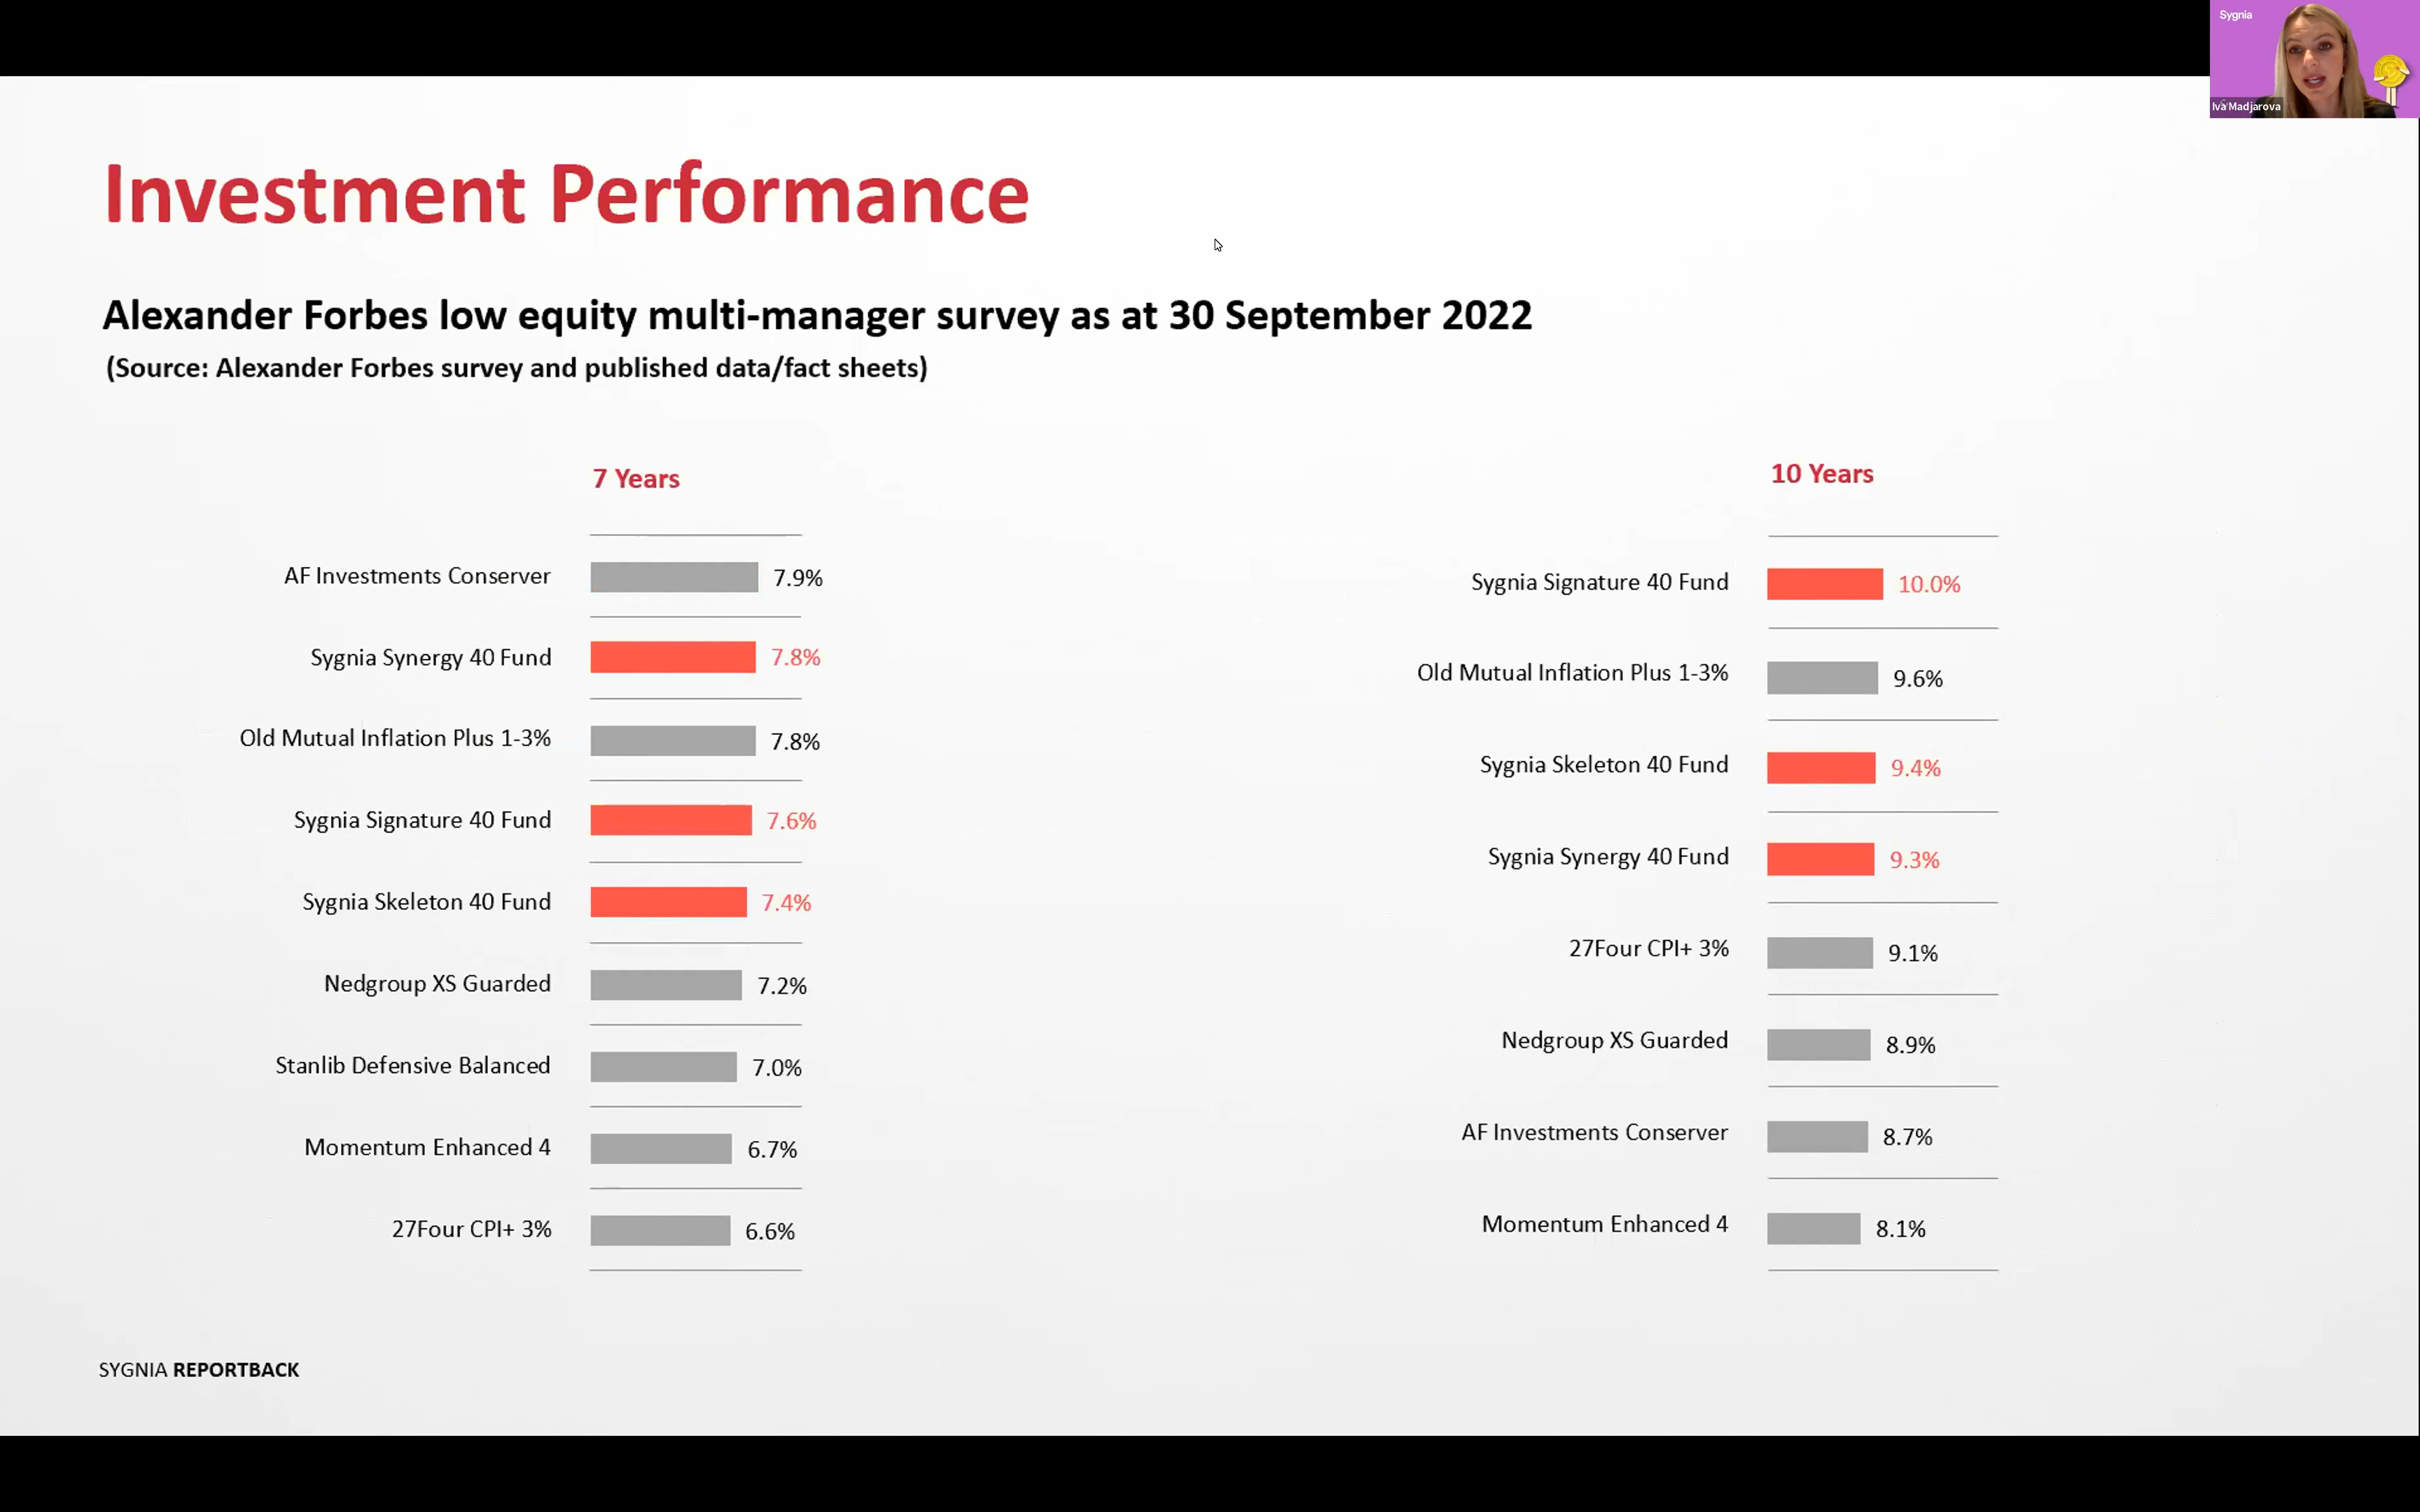 Sygnia
Iva Madjarova
Investment Performance
Alexander Forbes low equity multi-manager survey as at 30 September 2022
(Source: Alexander Forbes survey and published data/fact sheets)
7 Years
AF Investments Conserver 7.9%
Sygnia Synergy 40 Fund 7.8%
Old Mutual Inflation Plus 1-3% 7.8%
Sygnia Signature 40 Fund 7.6%
Sygnia Skeleton 40 Fund 7.4%
Nedgroup XS Guarded 7.2%
Stanlib Defensive Balanced 7.0%
Momentum Enhanced 4 6.7%
27Four CPI+ 3% 6.6%
10 Years
Sygnia Signature 40 Fund 10.0%
Old Mutual Inflation Plus 1-3% 9.6%
Sygnia Skeleton 40 Fund 9.4%
Sygnia Synergy 40 Fund 9.3%
27Four CPI+ 3% 9.1%
Nedgroup XS Guarded 8.9%
AF Investments Conserver 8.7%
Momentum Enhanced 4 8.1%
SYGNIA REPORTBACK